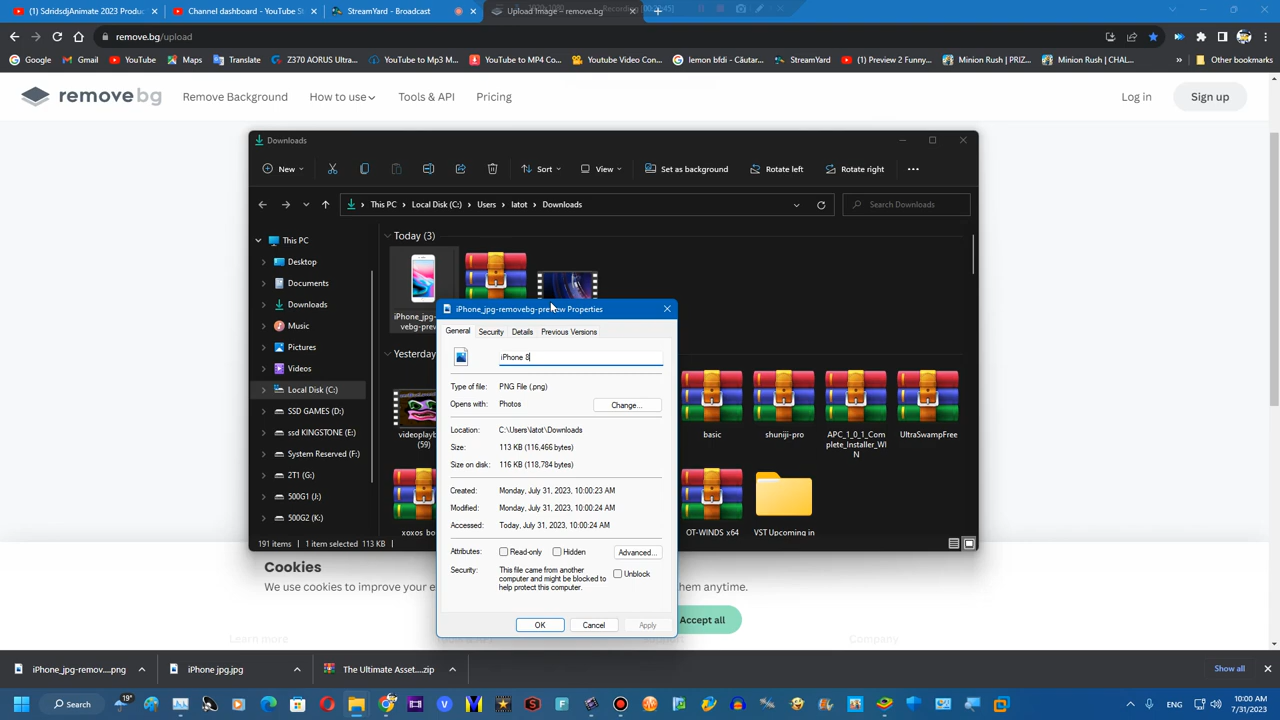 (1) SdridsdjAnimate 2023 Produc
Channel dashboard - YouTube St
StreamYard - Broadcast
Upload Image – remove.bg
remove.bg/upload
Google
Gmail
YouTube
Maps
Translate
Z370 AORUS Ultra...
YouTube to Mp3 M...
YouTube to MP4 Co...
Youtube Video Con...
lemon bfdi - Căutar...
StreamYard
(1) Preview 2 Funny...
Minion Rush | PRIZ...
Minion Rush | CHAL...
Other bookmarks
removebg
Remove Background
How to use
Tools & API
Pricing
Log in
Sign up
Downloads
New
Sort
View
Set as background
Rotate left
Rotate right
This PC > Local Disk (C:) > Users > latot > Downloads
Search Downloads
This PC
Desktop
Documents
Downloads
Music
Pictures
Videos
Local Disk (C:)
SSD GAMES (D:)
ssd KINGSTONE (E:)
System Reserved (F:)
2T1 (G:)
500G1 (J:)
500G2 (K:)
Today (3)
iPhone_jpg-
vebg-prev
Yesterday
videoplayb
(59)
xoxos bo
basic
shuniji-pro
APC_1_0_1_Com
plete_Installer_WI
N
UltraSwampFree
OT-WINDS x64
VST Upcoming in
191 items
1 item selected 113 KB
iPhone_jpg-removebg-preview Properties
General
Security
Details
Previous Versions
iPhone 8
Type of file: PNG File (.png)
Opens with: Photos
Change...
Location: C:\Users\latot\Downloads
Size: 113 KB (116,466 bytes)
Size on disk: 116 KB (118,784 bytes)
Created: Monday, July 31, 2023, 10:00:23 AM
Modified: Monday, July 31, 2023, 10:00:24 AM
Accessed: Today, July 31, 2023, 10:00:24 AM
Attributes: Read-only Hidden Advanced...
Security: This file came from another
computer and might be blocked to
help protect this computer.
Unblock
OK
Cancel
Apply
Cookies
We use cookies to improve your e
them anytime.
Accept all
Learn more
Company
iPhone_jpg-remov....png
iPhone jpg.jpg
The Ultimate Asset....zip
Show all
Search
19°
ENG
10:00 AM
7/31/2023